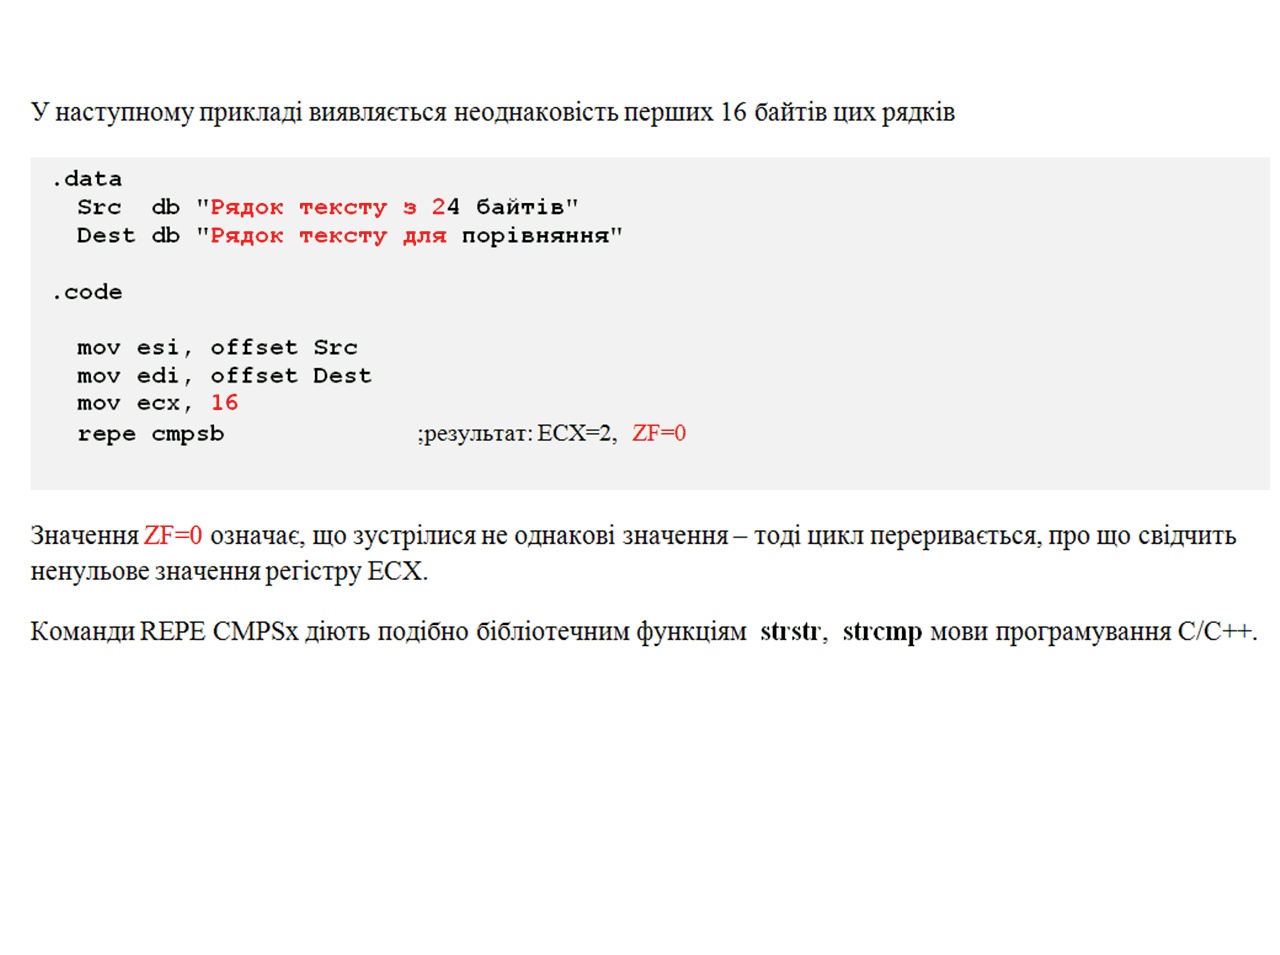 У наступному прикладі виявляється неоднаковість перших 16 байтів цих рядків
.data
Src db "Рядок тексту з 24 байтів"
Dest db "Рядок тексту для порівняння"
.code
mov esi, offset Src
mov edi, offset Dest
mov ecx, 16
repe cmpsb ;результат: ECX=2, ZF=0
Значення ZF=0 означає, що зустрілися не однакові значення – тоді цикл переривається, про що свідчить
ненульове значення регістру ECX.
Команди REPE CMPSx діють подібно бібліотечним функціям strstr, strcmp мови програмування C/C++.